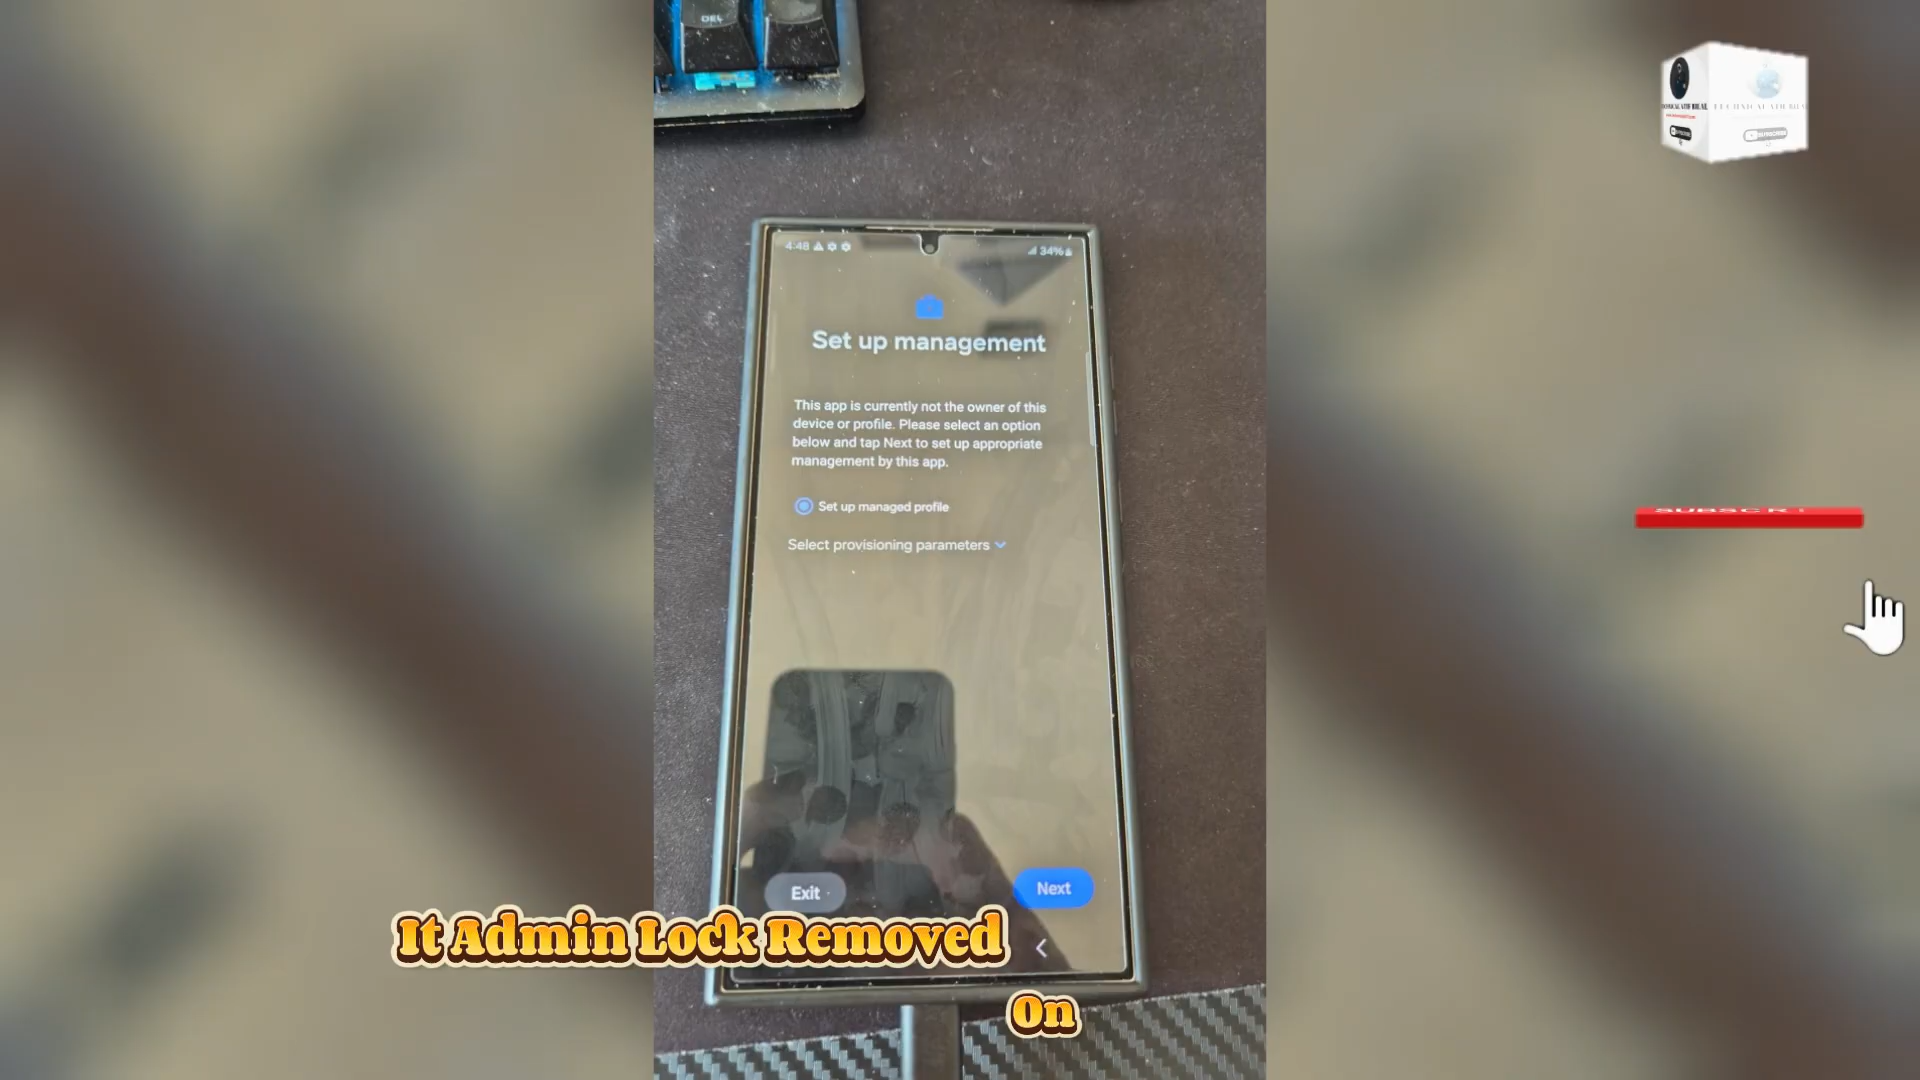 DEL
4:48
34%
Set up management
This app is currently not the owner of this
device or profile. Please select an option
below and tap Next to set up appropriate
management by this app.
Set up managed profile
Select provisioning parameters
Exit
Next
It Admin Lock Removed
On